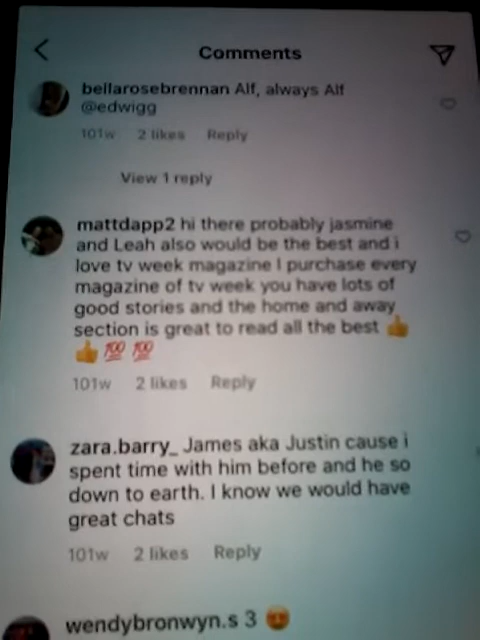 Comments
bellarosebrennan Alf, always Alf
@edwigg
101w 2 likes Reply
View 1 reply
mattdapp2 hi there probably jasmine
and Leah also would be the best and i
love tv week magazine I purchase every
magazine of tv week you have lots of
good stories and the home and away
section is great to read all the best 👍
👍 💯 💯
101w 2 likes Reply
zara.barry_ James aka Justin cause i
spent time with him before and he so
down to earth. I know we would have
great chats
101w 2 likes Reply
wendybronwyn.s 3 😍